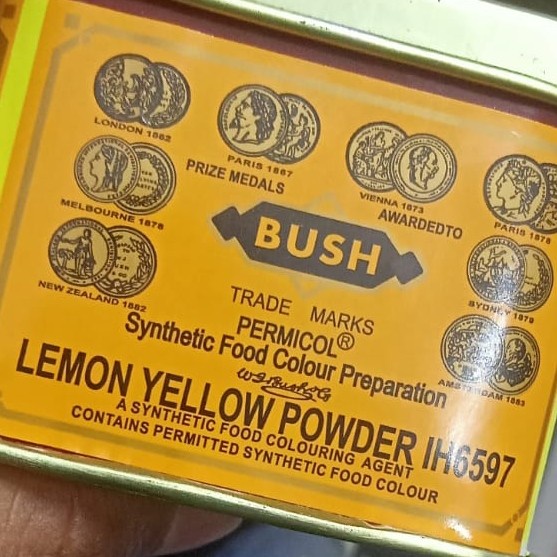 LONDON 1862
PARIS 1867
PRIZE MEDALS
VIENNA 1873
AWARDEDTO
PARIS 1878
MELBOURNE 1878
SYDNEY 1879
NEW ZEALAND 1882
AMSTERDAM 1883
BUSH
TRADE MARKS
PERMICOL®
Synthetic Food Colour Preparation
LEMON YELLOW POWDER IH6597
A SYNTHETIC FOOD COLOURING AGENT
CONTAINS PERMITTED SYNTHETIC FOOD COLOUR